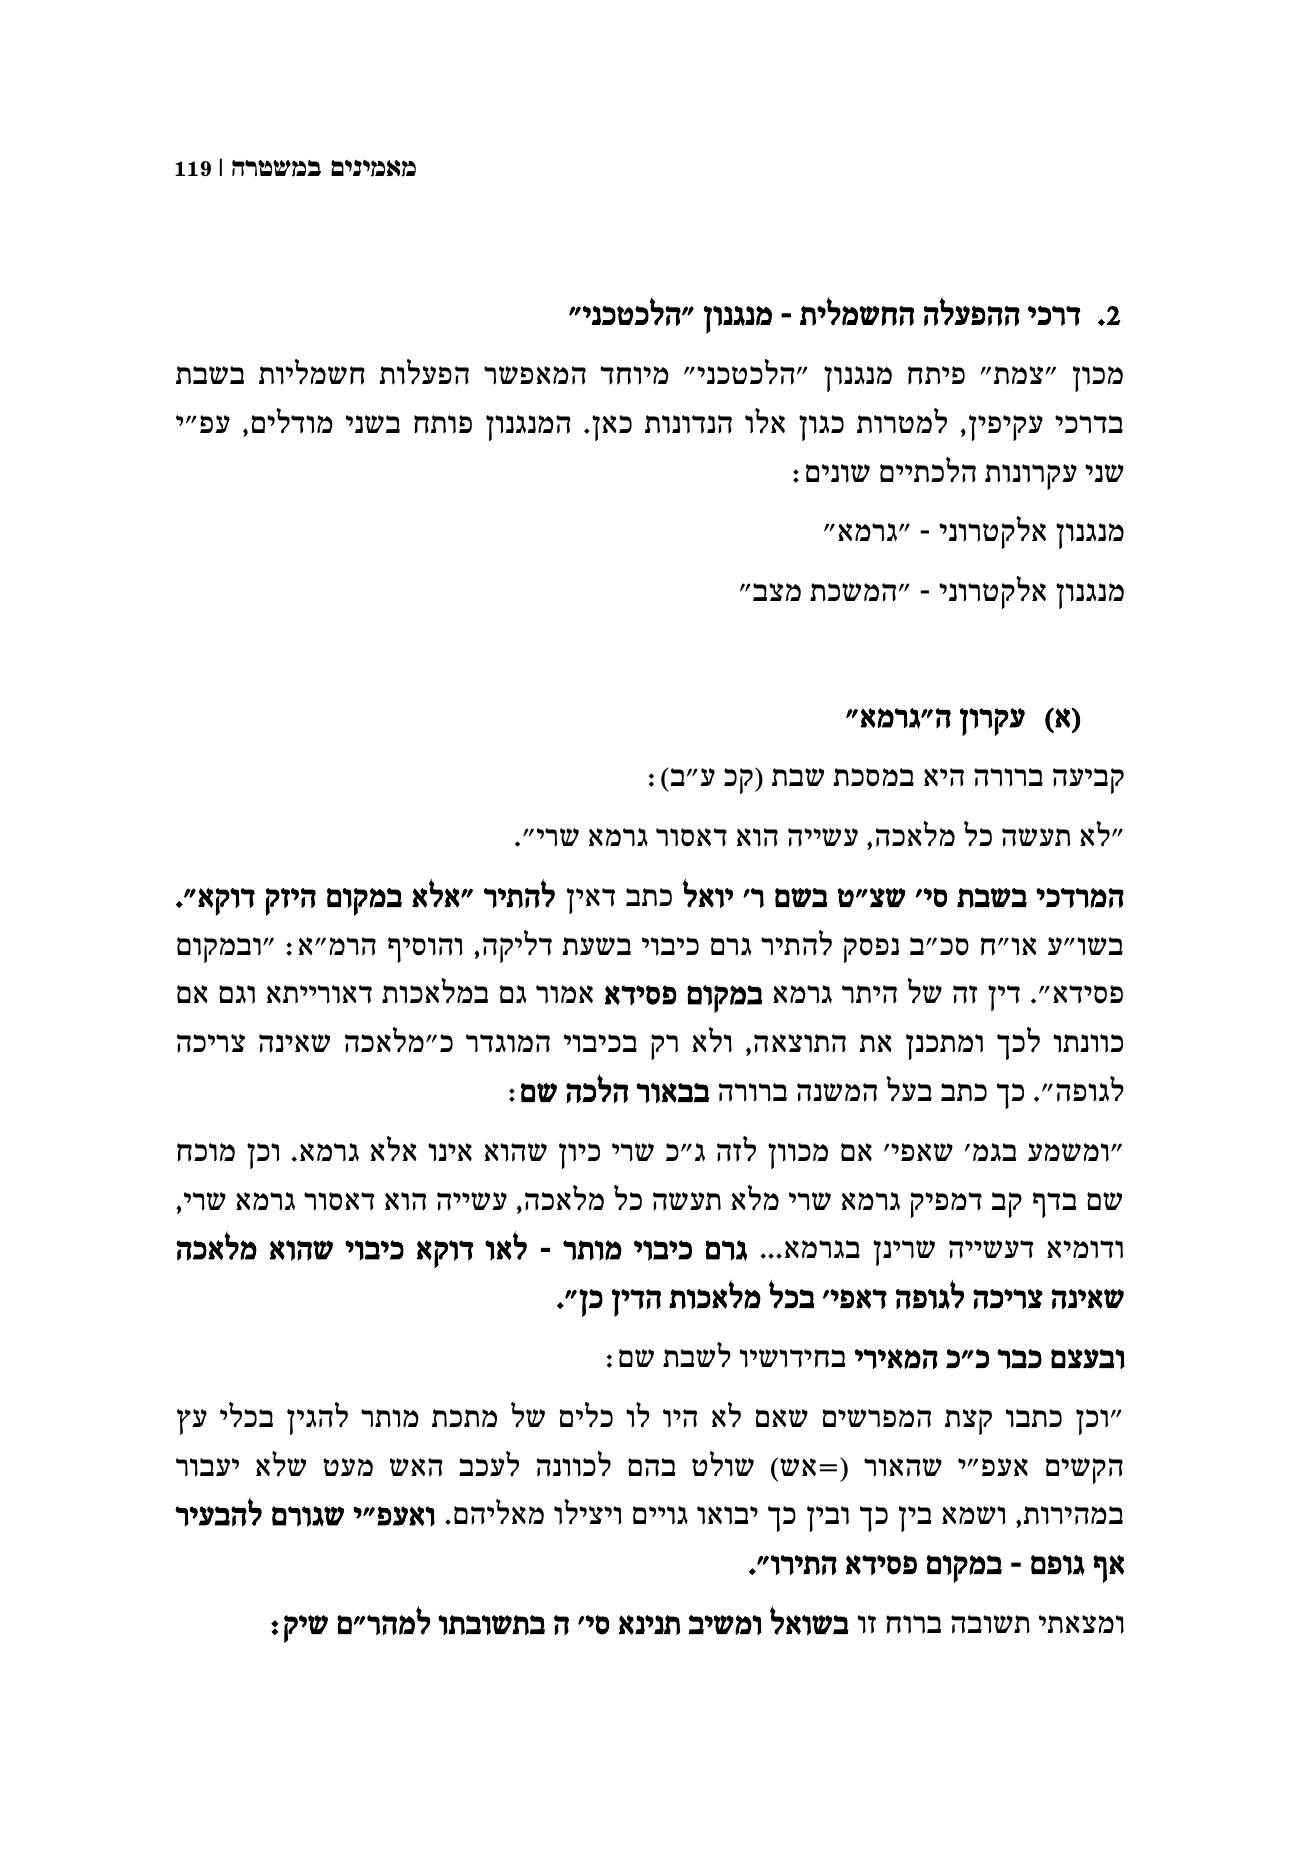 מאמינים במשטרה | 119
2. דרכי ההפעלה החשמלית - מנגנון "הלכטכני"
מכון "צמת" פיתח מנגנון "הלכטכני" מיוחד המאפשר הפעלות חשמליות בשבת
בדרכי עקיפין, למטרות כגון אלו הנדונות כאן. המנגנון פותח בשני מודלים, עפ"י
שני עקרונות הלכתיים שונים:
מנגנון אלקטרוני - "גרמא"
מנגנון אלקטרוני - "המשכת מצב"
(א) עקרון ה"גרמא"
קביעה ברורה היא במסכת שבת (קכ ע"ב):
"לא תעשה כל מלאכה, עשייה הוא דאסור גרמא שרי".
המרדכי בשבת סי' שצ"ט בשם ר' יואל כתב דאין להתיר "אלא במקום היזק דוקא".
בשו"ע או"ח סכ"ב נפסק להתיר גרם כיבוי בשעת דליקה, והוסיף הרמ"א: "ובמקום
פסידא". דין זה של היתר גרמא במקום פסידא אמור גם במלאכות דאורייתא וגם אם
כוונתו לכך ומתכנן את התוצאה, ולא רק בכיבוי המוגדר כ"מלאכה שאינה צריכה
לגופה". כך כתב בעל המשנה ברורה בבאור הלכה שם:
"ומשמע בגמ' שאפי' אם מכוון לזה ג"כ שרי כיון שהוא אינו אלא גרמא. וכן מוכח
שם בדף קב דמפיק גרמא שרי מלא תעשה כל מלאכה, עשייה הוא דאסור גרמא שרי,
ודומיא דעשייה שרינן בגרמא... גרם כיבוי מותר - לאו דוקא כיבוי שהוא מלאכה
שאינה צריכה לגופה דאפי' בכל מלאכות הדין כן".
ובעצם כבר כ"כ המאירי בחידושיו לשבת שם:
"וכן כתבו קצת המפרשים שאם לא היו לו כלים של מתכת מותר להגין בכלי עץ
הקשים אעפ"י שהאור (=אש) שולט בהם לכוונה לעכב האש מעט שלא יעבור
במהירות, ושמא בין כך ובין כך יבואו גויים ויצילו מאליהם. ואעפ"י שגורם להבעיר
אף גופם - במקום פסידא התירו".
ומצאתי תשובה ברוח זו בשואל ומשיב תנינא סי' ה בתשובתו למהר"ם שיק: